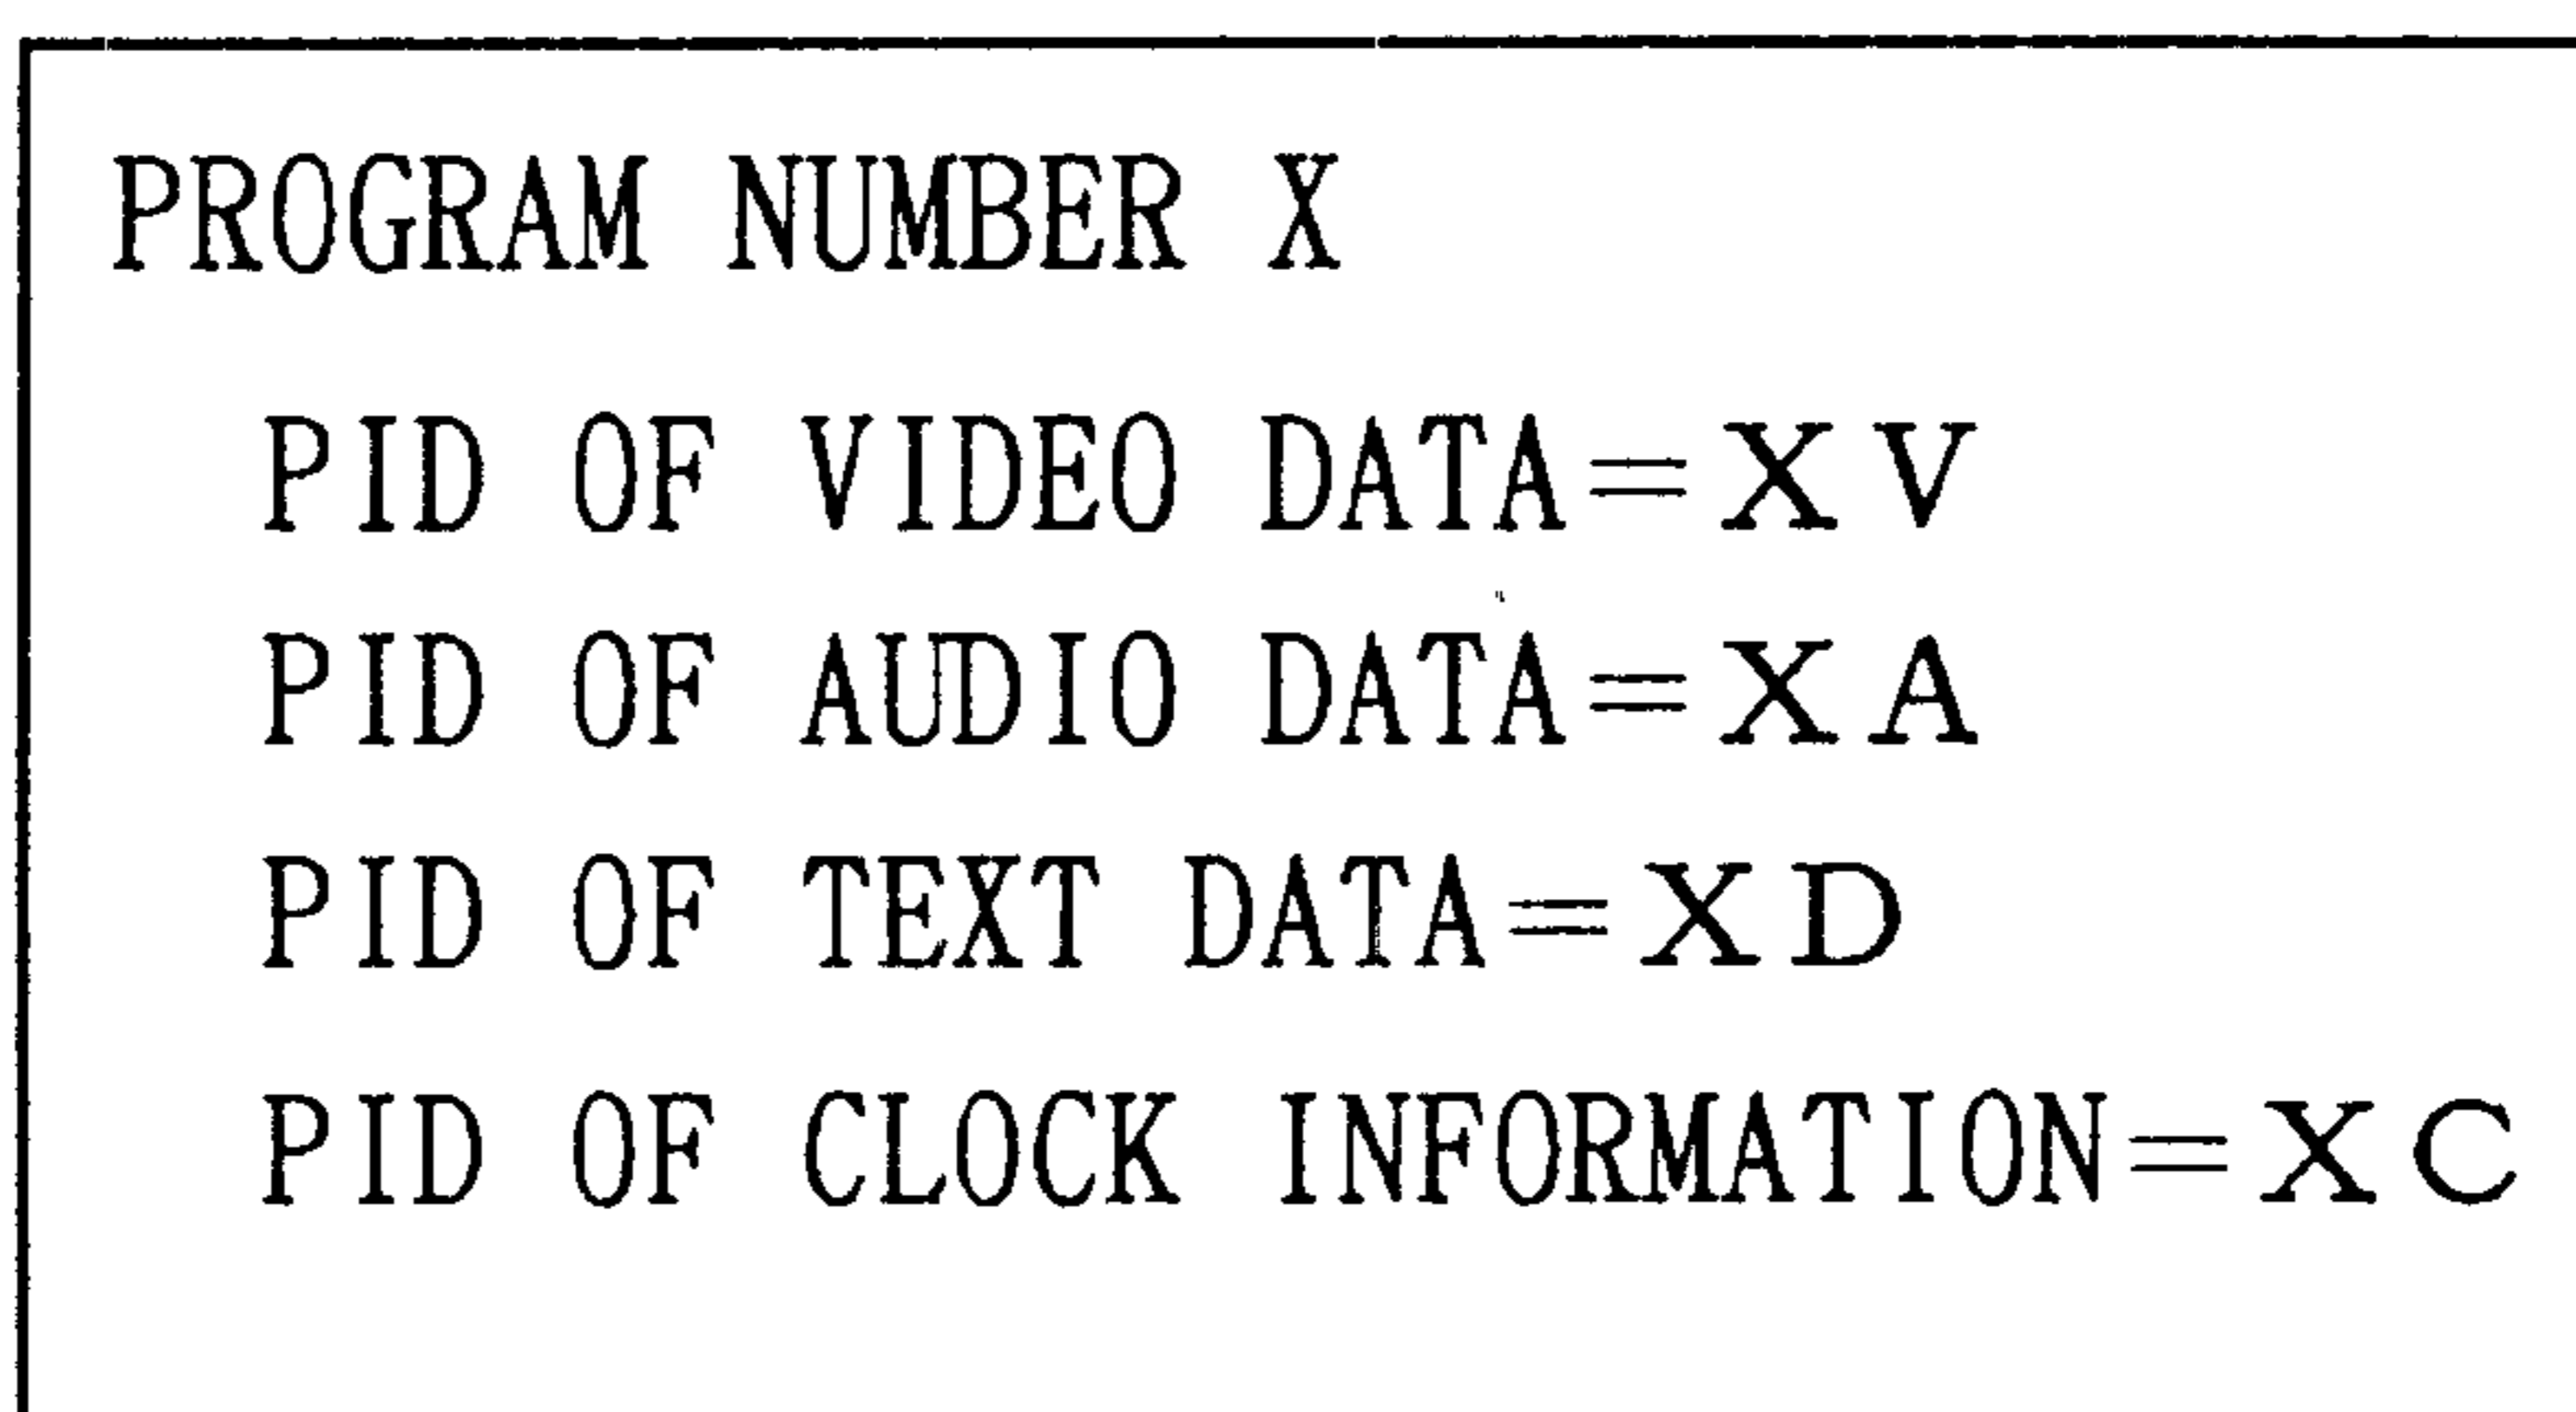 PROGRAM NUMBER X
PID OF VIDEO DATA=XV
PID OF AUDIO DATA=XA
PID OF TEXT DATA=XD
PID OF CLOCK INFORMATION=XC